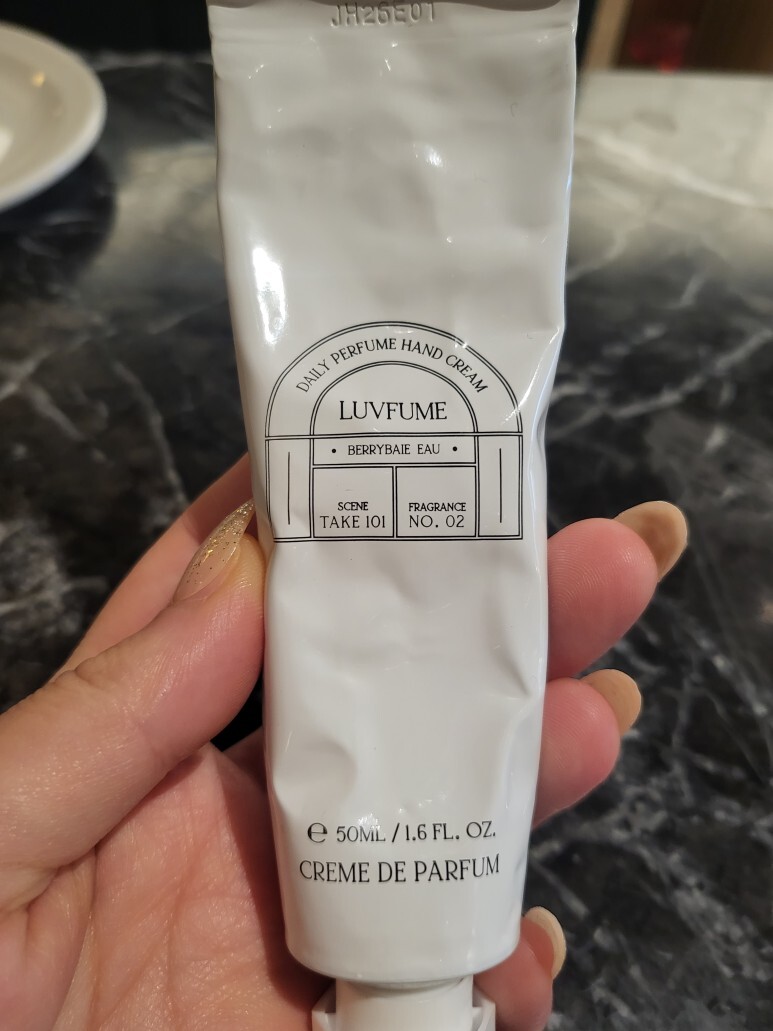 JH26E01
DAILY PERFUME HAND CREAM
LUVFUME
• BERRYBAIE EAU •
SCENE
TAKE 101
FRAGRANCE
NO. 02
℮ 50ML / 1.6 FL. OZ.
CREME DE PARFUM